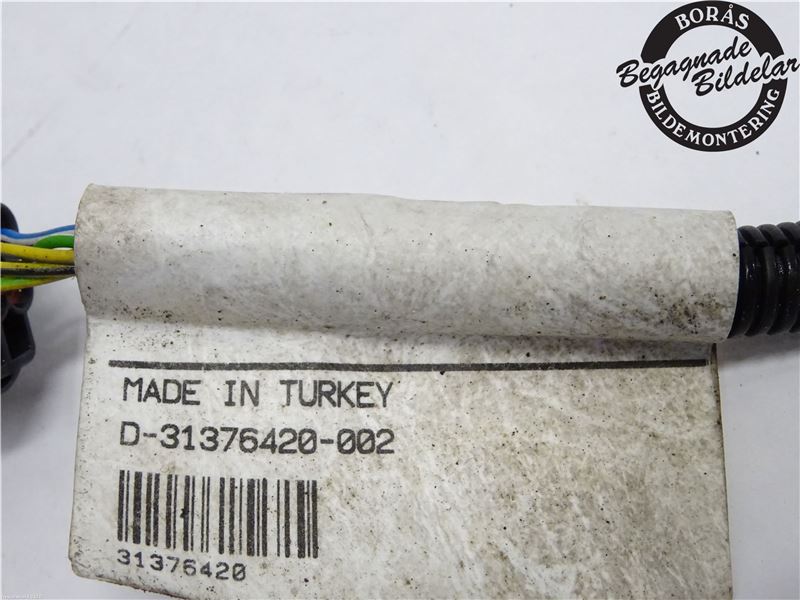 BORÅS
Begagnade
Bildelar
BILDEMONTERING
MADE IN TURKEY
D-31376420-002
31376420